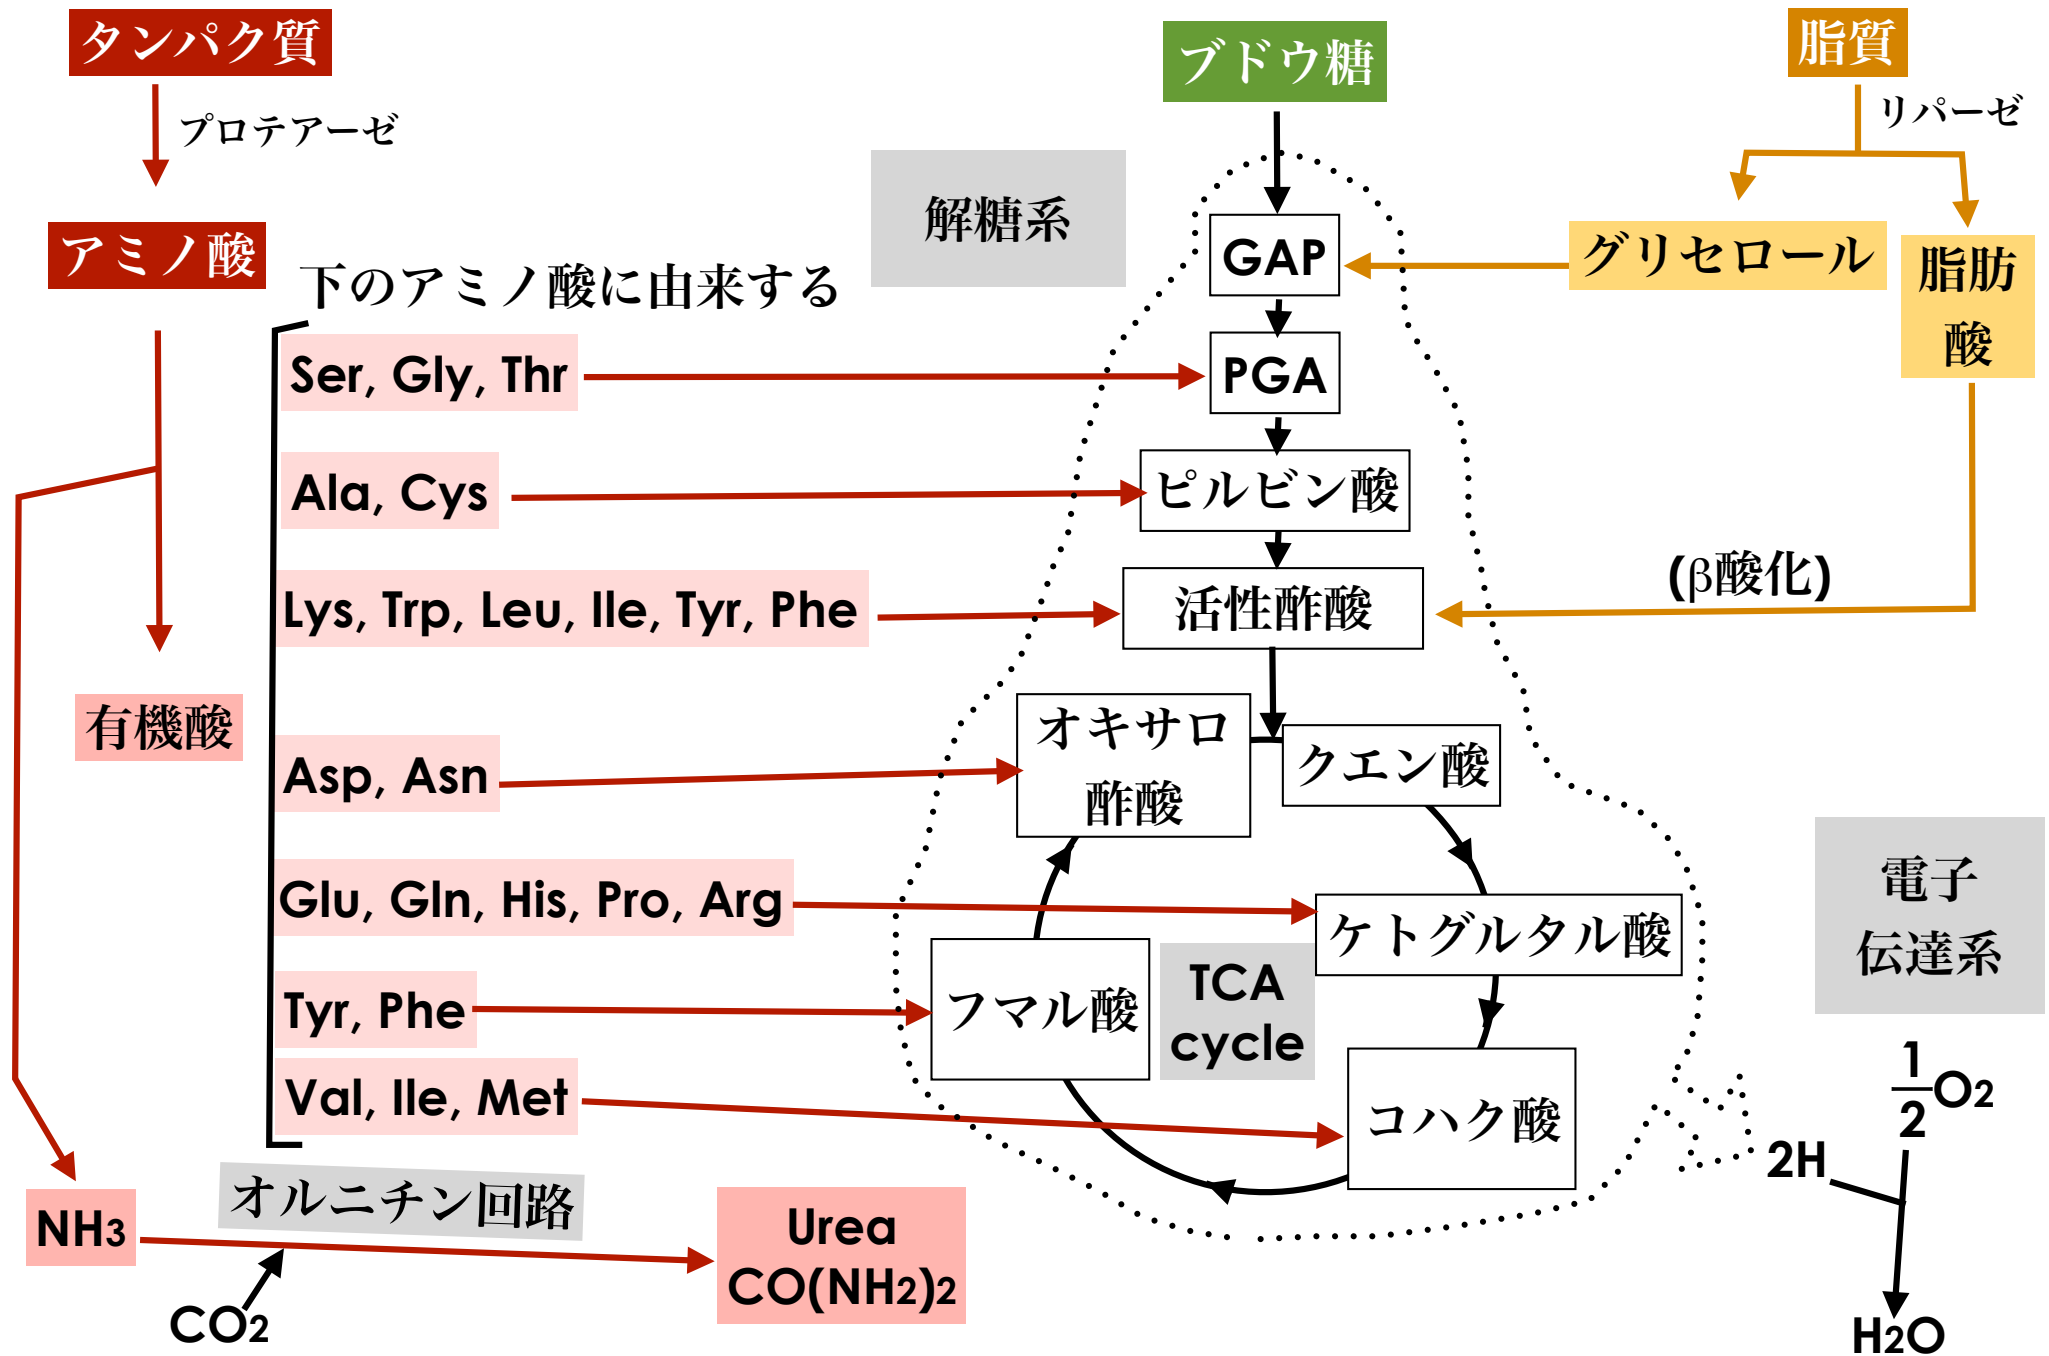 タンパク質
プロテアーゼ
アミノ酸
下のアミノ酸に由来する
Ser, Gly, Thr
Ala, Cys
Lys, Trp, Leu, Ile, Tyr, Phe
有機酸
Asp, Asn
Glu, Gln, His, Pro, Arg
Tyr, Phe
Val, Ile, Met
NH3
オルニチン回路
CO2
Urea
CO(NH2)2
ブドウ糖
解糖系
GAP
PGA
ピルビン酸
活性酢酸
オキサロ
酢酸
クエン酸
ケトグルタル酸
フマル酸
TCA
cycle
コハク酸
脂質
リパーゼ
グリセロール
脂肪
酸
(β酸化)
電子
伝達系
1
2
O2
2H
H2O